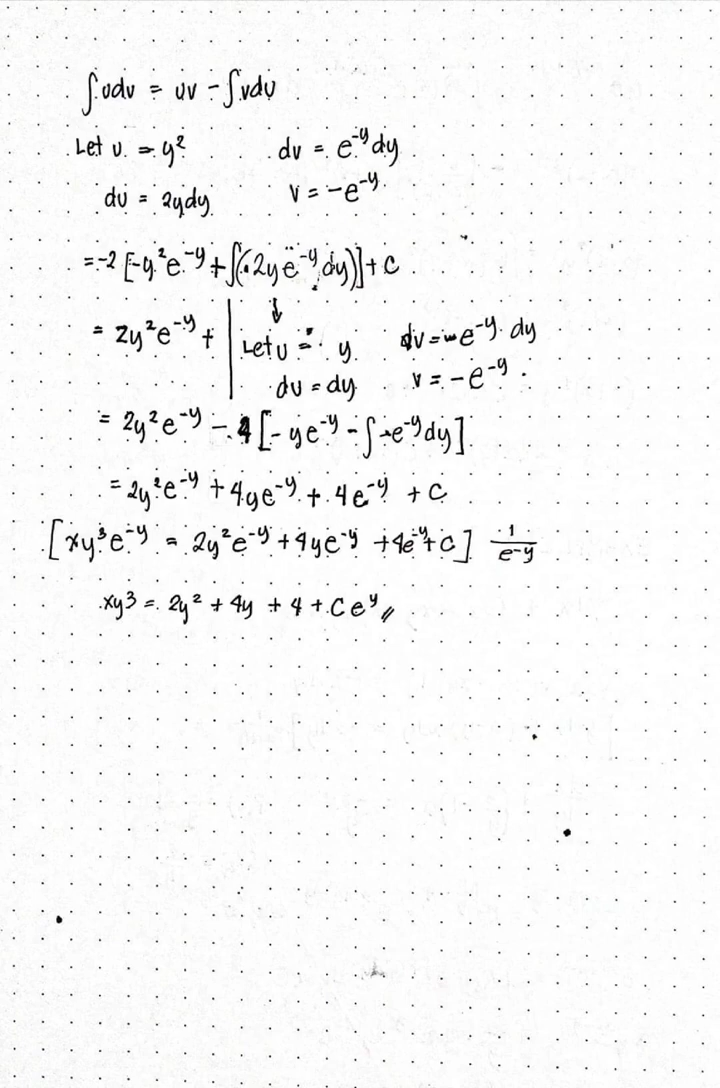 ∫udv = uv - ∫vdu
Let u = y² dv = e^-y dy
du = 2ydy v = -e^-y
= -2 [-y²e^-y + ∫(2ye^-y dy)] + C
= 2y²e^-y + | Let u = y dv = e^-y dy
du = dy v = -e^-y
= 2y²e^-y - 4 [-ye^-y - ∫-e^-y dy]
= 2y²e^-y + 4ye^-y + 4e^-y + C
[xy³e^-y = 2y²e^-y + 4ye^-y + 4e^-y + C] 1/e^-y
xy³ = 2y² + 4y + 4 + Ce^y //